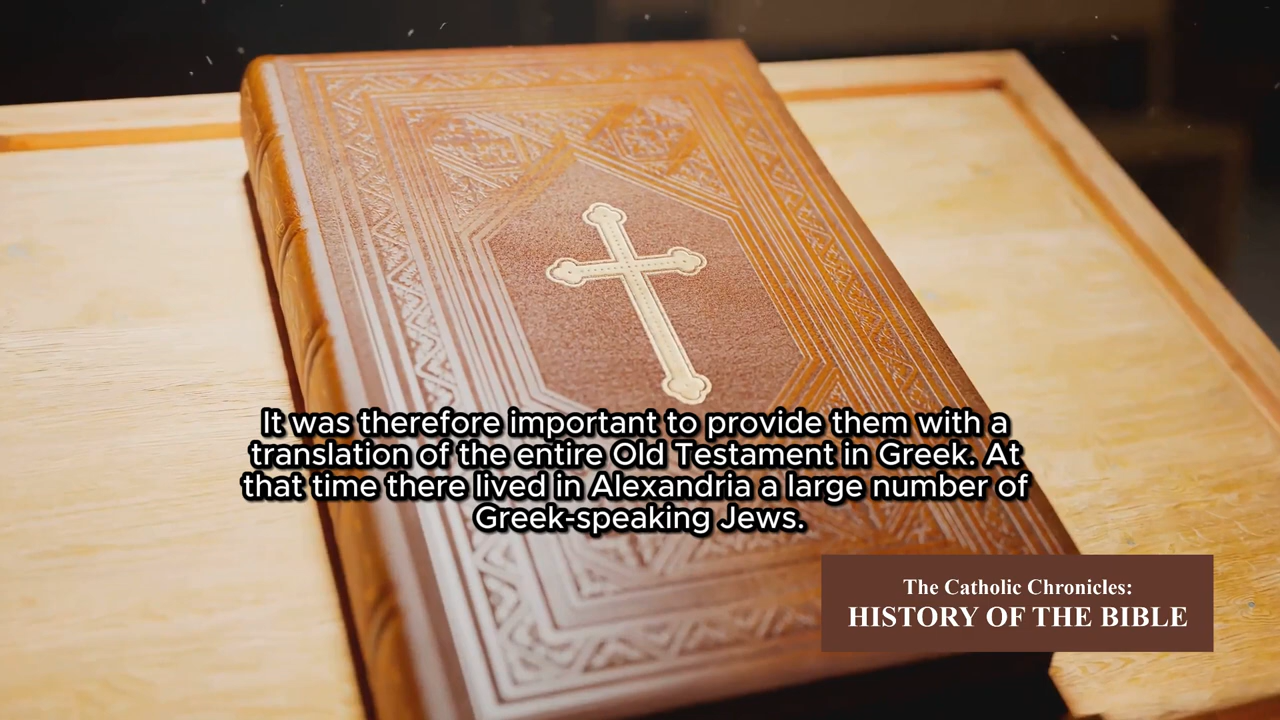 It was therefore important to provide them with a
translation of the entire Old Testament in Greek. At
that time there lived in Alexandria a large number of
Greek-speaking Jews.
The Catholic Chronicles:
HISTORY OF THE BIBLE